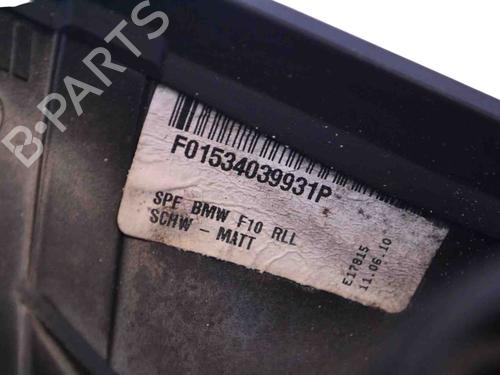 B-PARTS
F01534039931P
SPF BMW F10 RLL
SCHW - MATT
E17815
11.06.10